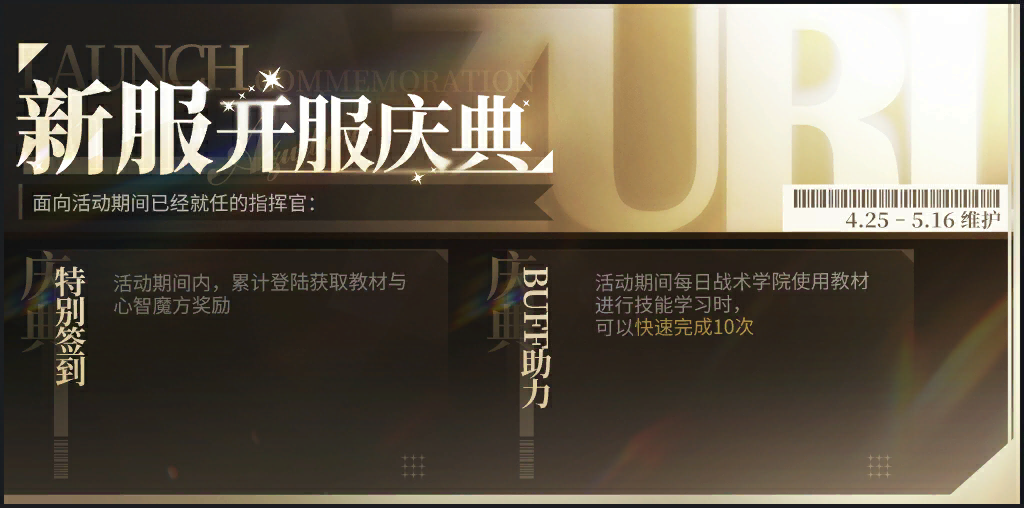 LAUNCH
COMMEMORATION
新服开服庆典
面向活动期间已经就任的指挥官：
4.25 - 5.16 维护
庆典
特别签到
活动期间内，累计登陆获取教材与
心智魔方奖励
庆典
BUFF助力
活动期间每日战术学院使用教材
进行技能学习时，
可以快速完成10次